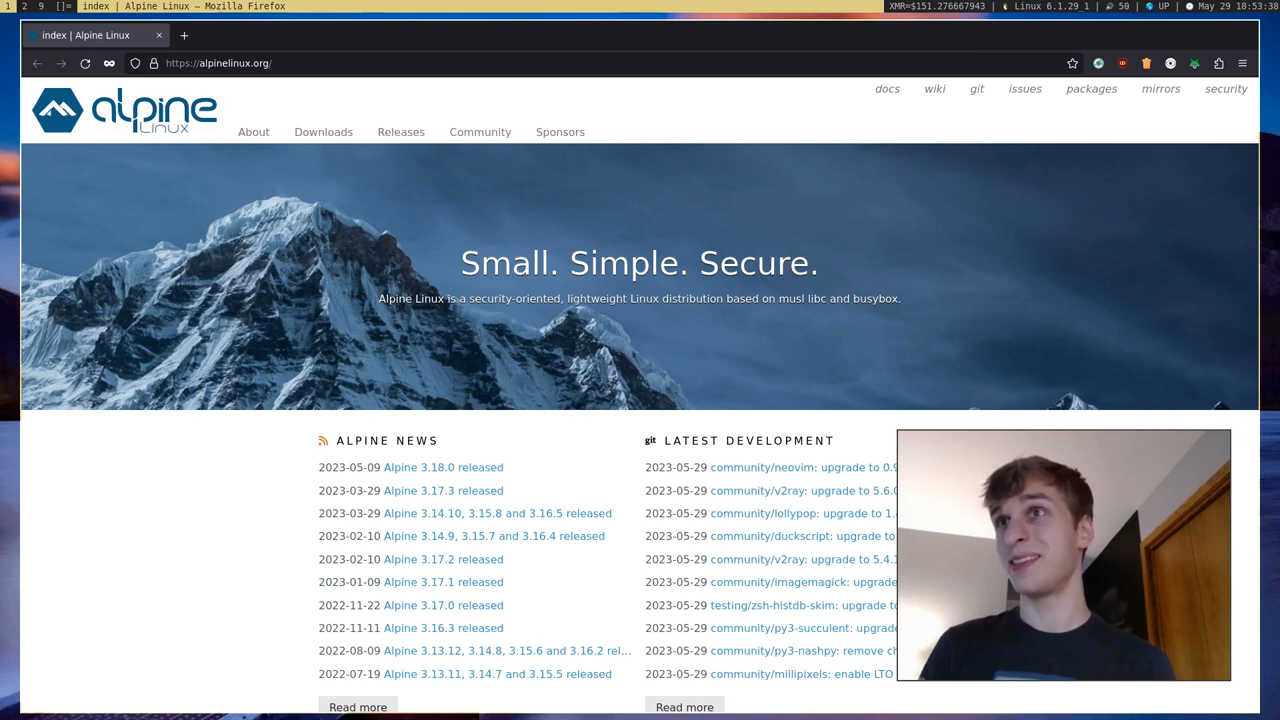 1 2 9 []= index | Alpine Linux — Mozilla Firefox
XMR=$151.276667943 | Linux 6.1.29_1 | 50 | UP | May 29 18:53:38
index | Alpine Linux
https://alpinelinux.org/
alpine
Linux
docs wiki git issues packages mirrors security
About Downloads Releases Community Sponsors
Small. Simple. Secure.
Alpine Linux is a security-oriented, lightweight Linux distribution based on musl libc and busybox.
ALPINE NEWS
2023-05-09 Alpine 3.18.0 released
2023-03-29 Alpine 3.17.3 released
2023-03-29 Alpine 3.14.10, 3.15.8 and 3.16.5 released
2023-02-10 Alpine 3.14.9, 3.15.7 and 3.16.4 released
2023-02-10 Alpine 3.17.2 released
2023-01-09 Alpine 3.17.1 released
2022-11-22 Alpine 3.17.0 released
2022-11-11 Alpine 3.16.3 released
2022-08-09 Alpine 3.13.12, 3.14.8, 3.15.6 and 3.16.2 rel...
2022-07-19 Alpine 3.13.11, 3.14.7 and 3.15.5 released
Read more
git LATEST DEVELOPMENT
2023-05-29 community/neovim: upgrade to 0.9
2023-05-29 community/v2ray: upgrade to 5.6.0
2023-05-29 community/lollypop: upgrade to 1.
2023-05-29 community/duckscript: upgrade to
2023-05-29 community/v2ray: upgrade to 5.4.1
2023-05-29 community/imagemagick: upgrade
2023-05-29 testing/zsh-histdb-skim: upgrade to
2023-05-29 community/py3-succulent: upgrade
2023-05-29 community/py3-nashpy: remove ch
2023-05-29 community/millipixels: enable LTO
Read more